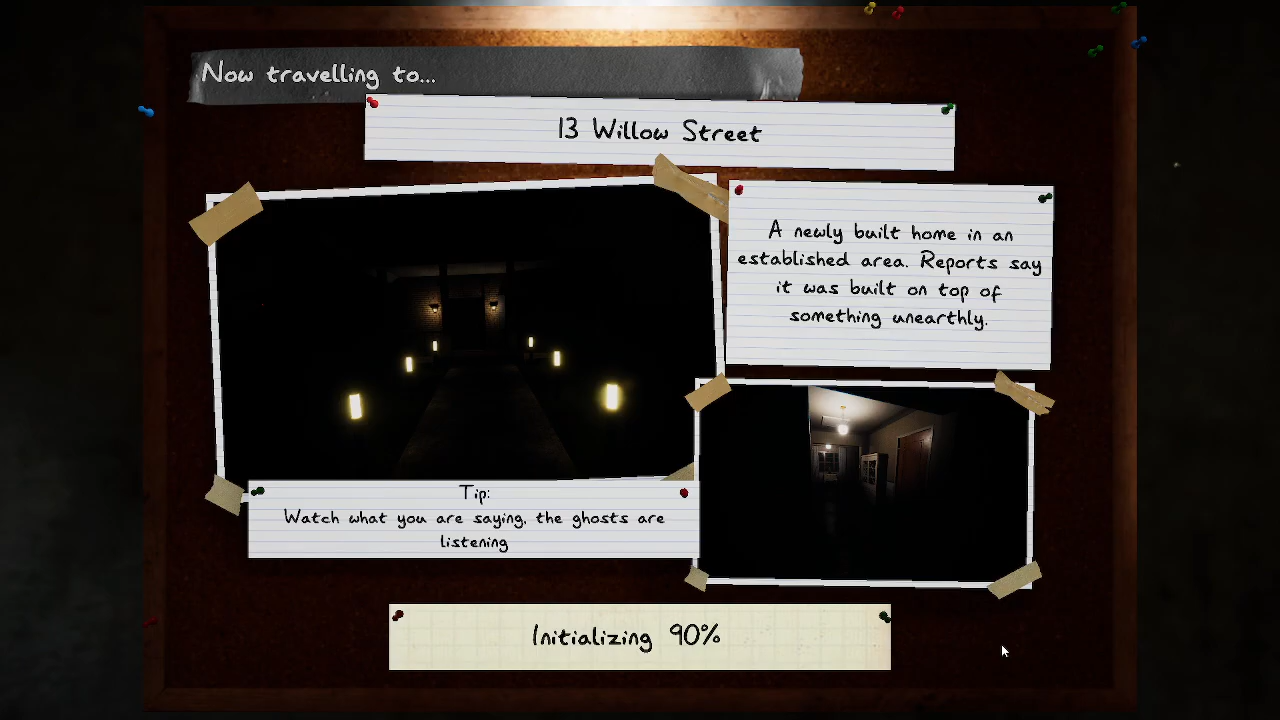 Now travelling to...
13 Willow Street
A newly built home in an
established area. Reports say
it was built on top of
something unearthly.
Tip:
Watch what you are saying, the ghosts are
listening
Initializing 90%